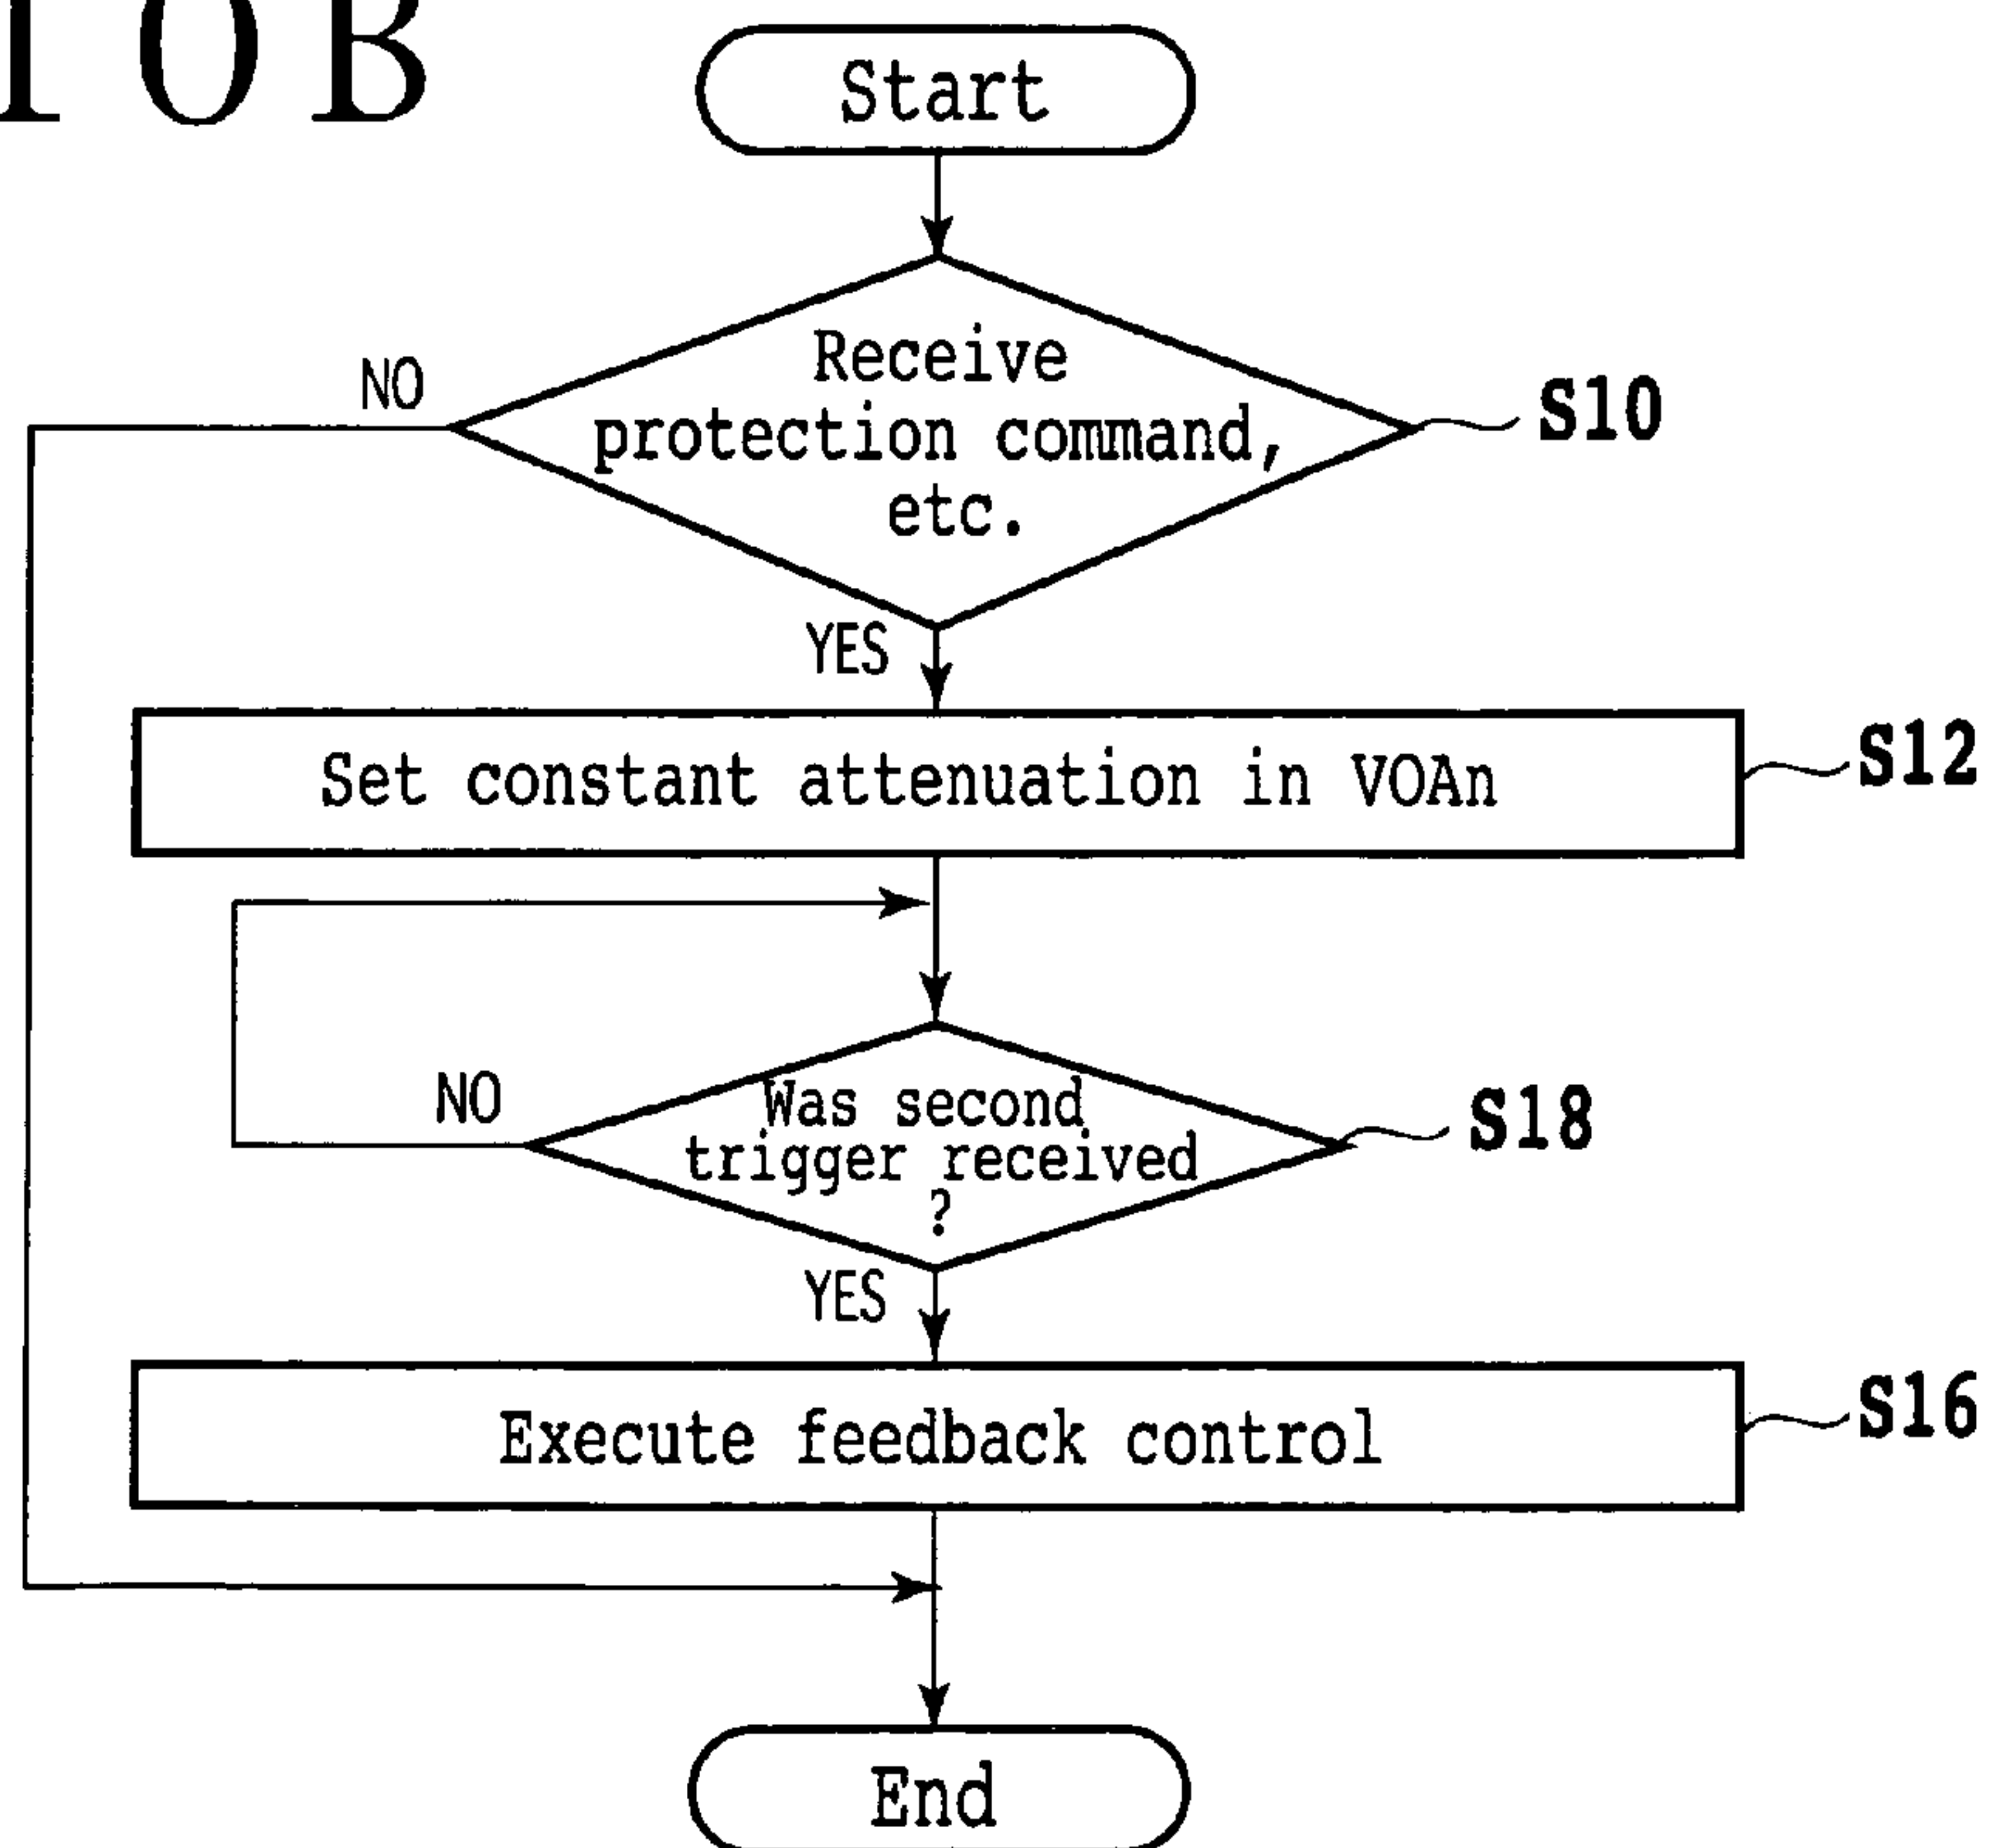 10B
Start
Receive
protection command,
etc.
NO
S10
YES
Set constant attenuation in VOAn
S12
Was second
trigger received
?
NO
S18
YES
Execute feedback control
S16
End